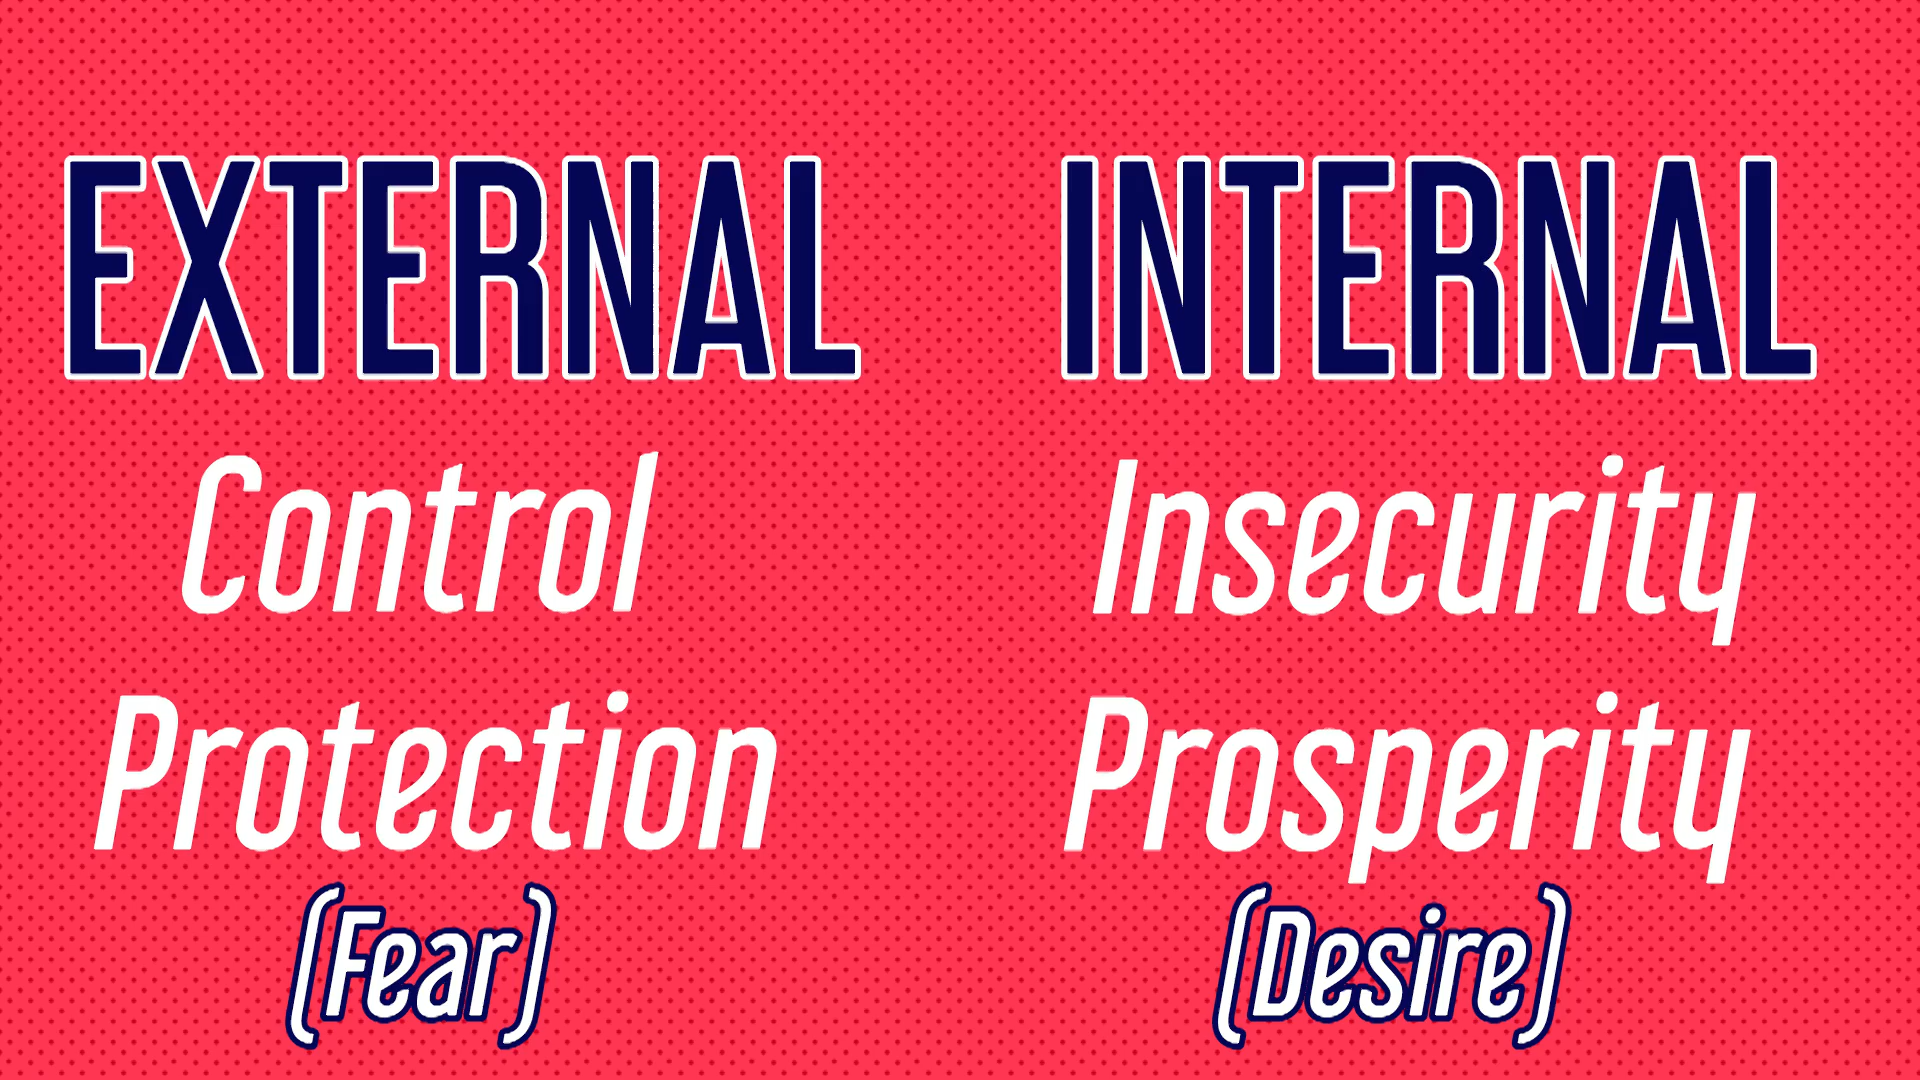 EXTERNAL
Control
Protection
(Fear)
INTERNAL
Insecurity
Prosperity
(Desire)